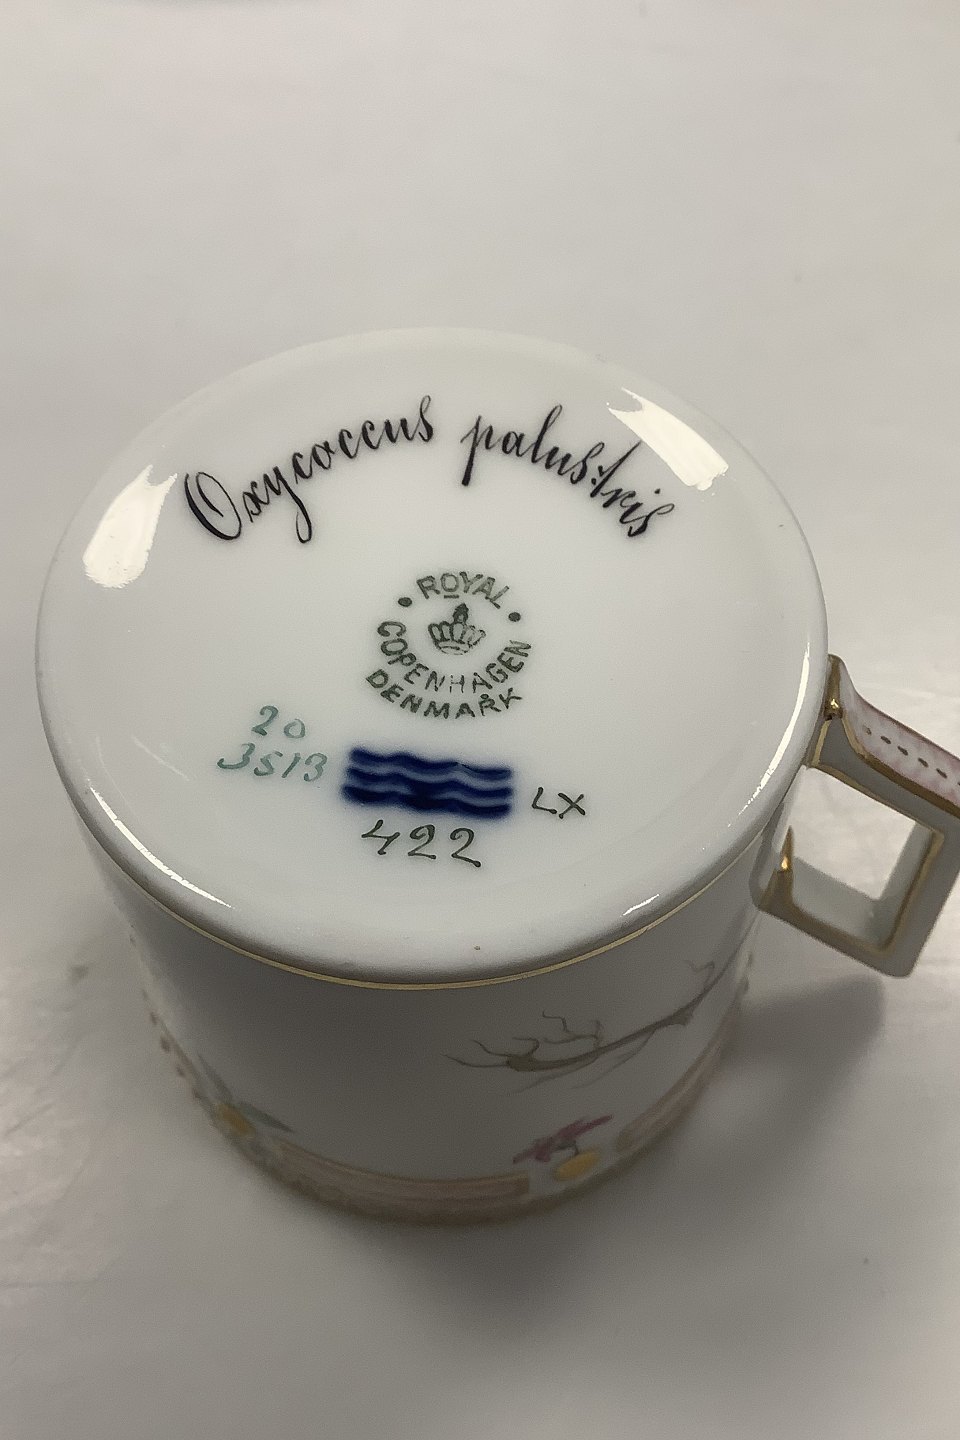 Oxycoccus palustris
ROYAL
COPENHAGEN
DENMARK
20
3513
LX
422